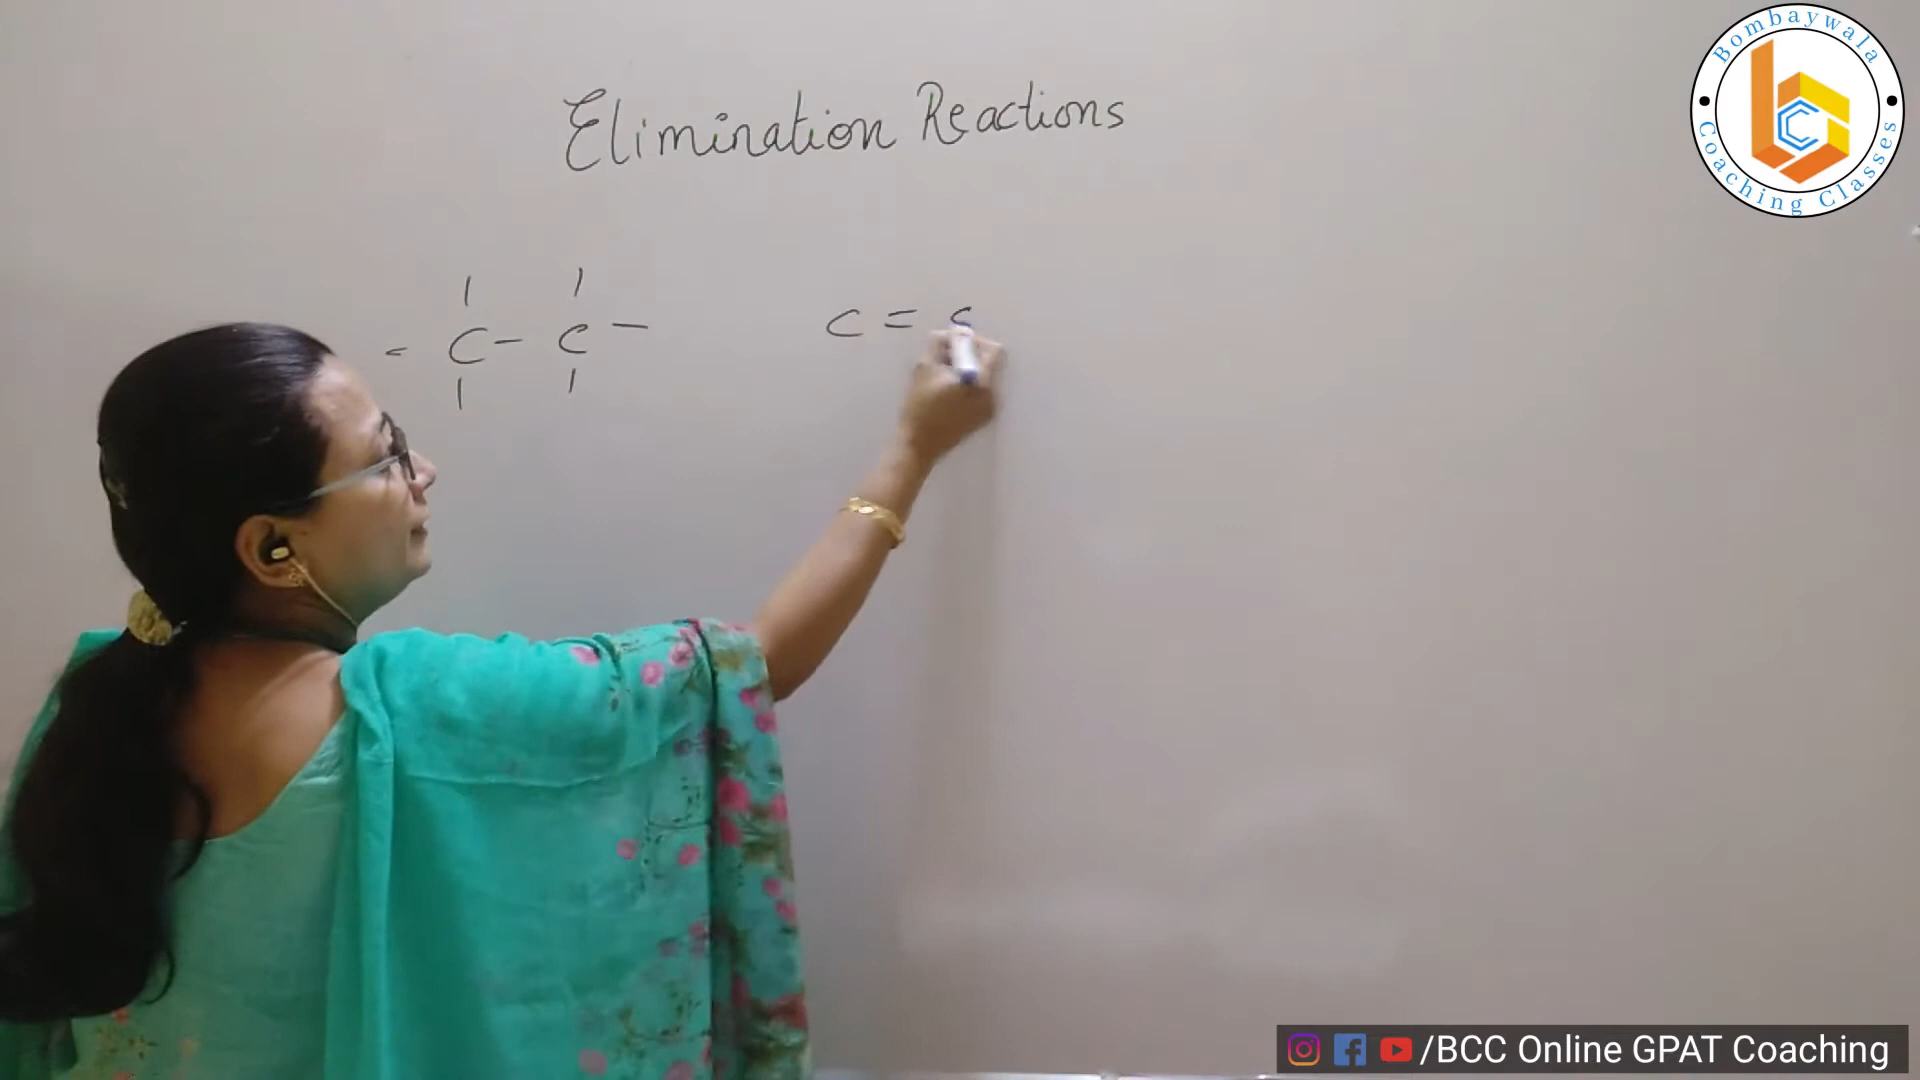 Elimination Reactions
- C - C -
C = C
Bombaywala
Coaching Classes
/BCC Online GPAT Coaching